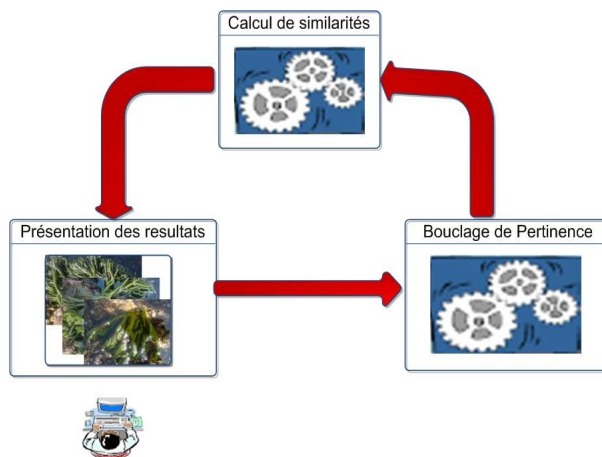 Calcul de similarités
Présentation des resultats
Bouclage de Pertinence